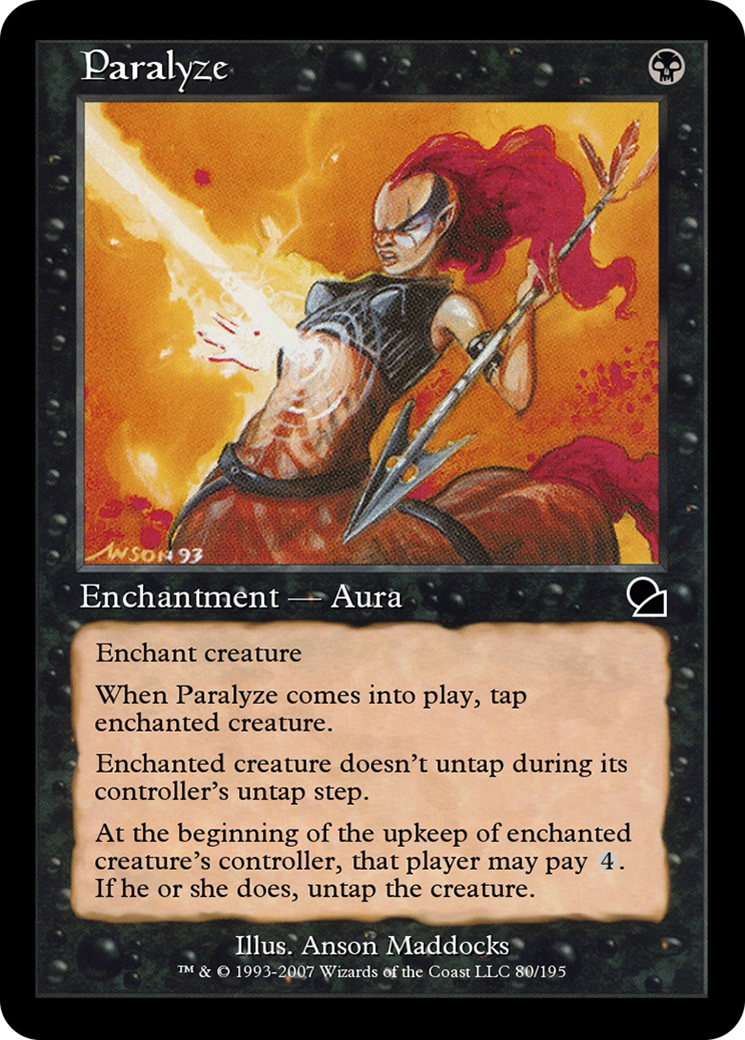 Paralyze
ANSON 93
Enchantment — Aura
Enchant creature
When Paralyze comes into play, tap
enchanted creature.
Enchanted creature doesn't untap during its
controller's untap step.
At the beginning of the upkeep of enchanted
creature's controller, that player may pay 4.
If he or she does, untap the creature.
Illus. Anson Maddocks
™ & © 1993-2007 Wizards of the Coast LLC 80/195